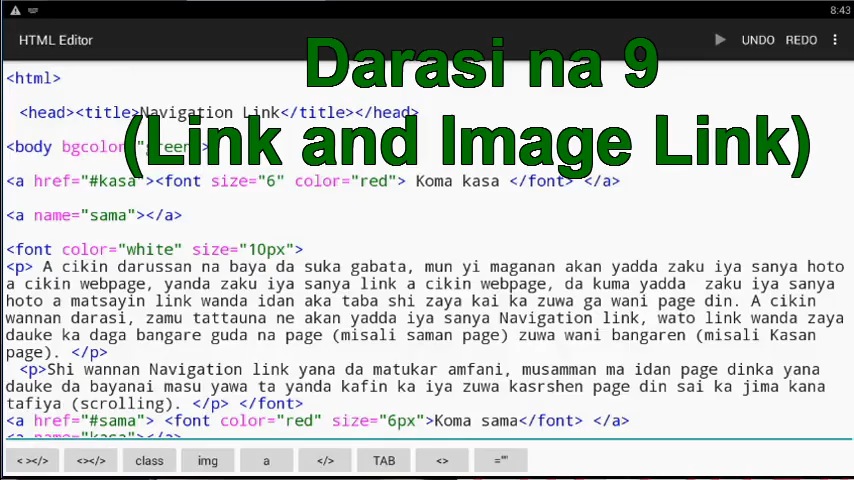 8:43
HTML Editor
UNDO REDO
Darasi na 9
(Link and Image Link)
<html>
<head><title>Navigation Link</title></head>
<body bgcolor="green">
<a href="#kasa"><font size="6" color="red"> Koma kasa </font> </a>
<a name="sama"></a>
<font color="white" size="10px">
<p> A cikin darussan na baya da suka gabata, mun yi maganan akan yadda zaku iya sanya hoto
a cikin webpage, yanda zaku iya sanya link a cikin webpage, da kuma yadda zaku iya sanya
hoto a matsayin link wanda idan aka taba shi zaya kai ka zuwa ga wani page din. A cikin
wannan darasi, zamu tattauna ne akan yadda iya sanya Navigation link, wato link wanda zaya
dauke ka daga bangare guda na page (misali saman page) zuwa wani bangaren (misali Kasan
page). </p>
<p>Shi wannan Navigation link yana da matukar amfani, musamman ma idan page dinka yana
dauke da bayanai masu yawa ta yanda kafin ka iya zuwa kasrshen page din sai ka jima kana
tafiya (scrolling). </p> </font>
<a href="#sama"> <font color="red" size="6px">Koma sama</font> </a>
<a name="kasa"></a>
< ></> <></> class img a </> TAB <> =""